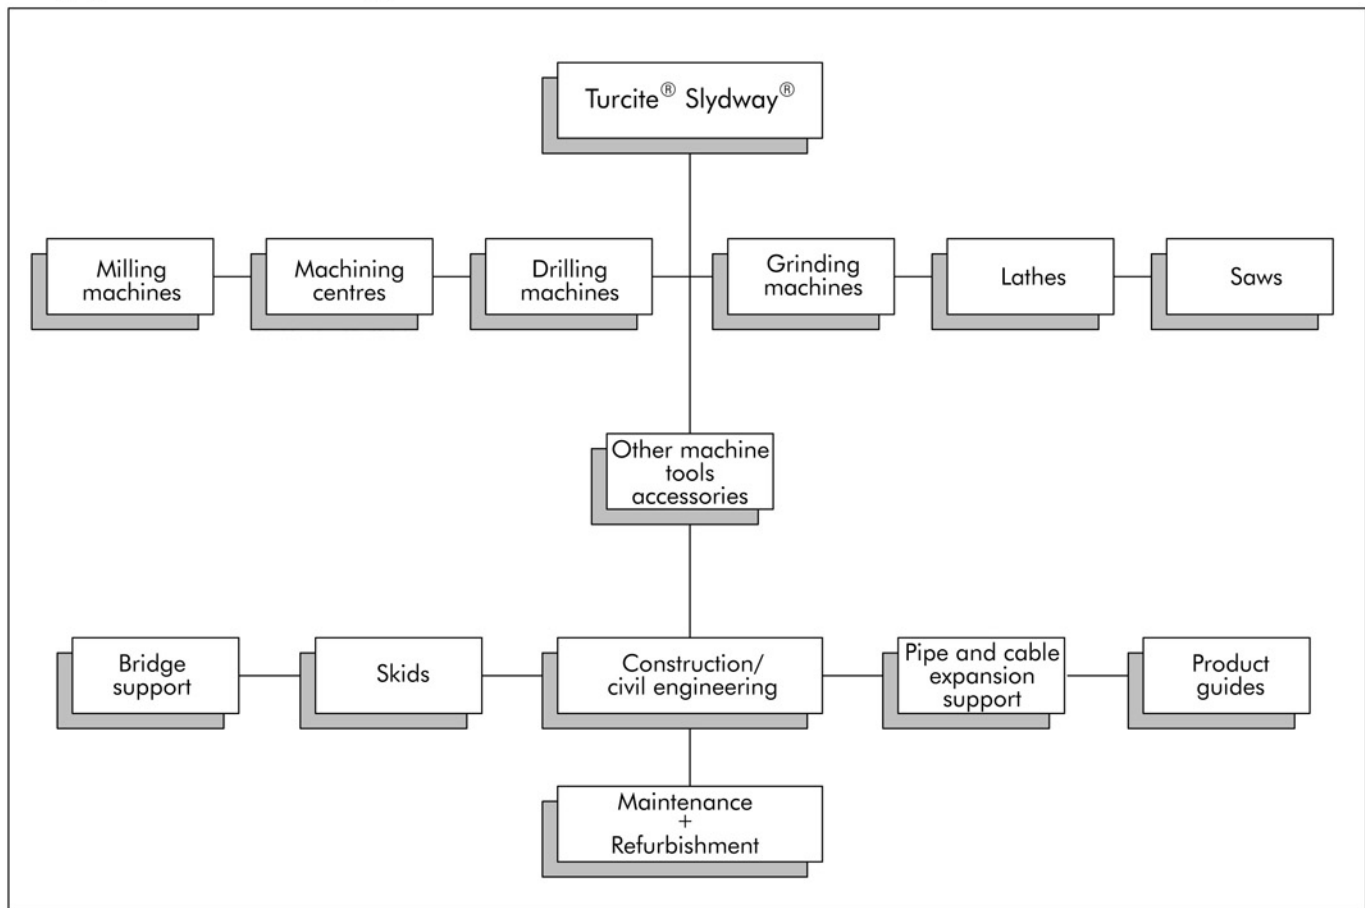 Turcite® Slydway®
Milling
machines
Machining
centres
Drilling
machines
Grinding
machines
Lathes
Saws
Other machine
tools
accessories
Bridge
support
Skids
Construction/
civil engineering
Pipe and cable
expansion
support
Product
guides
Maintenance
+
Refurbishment